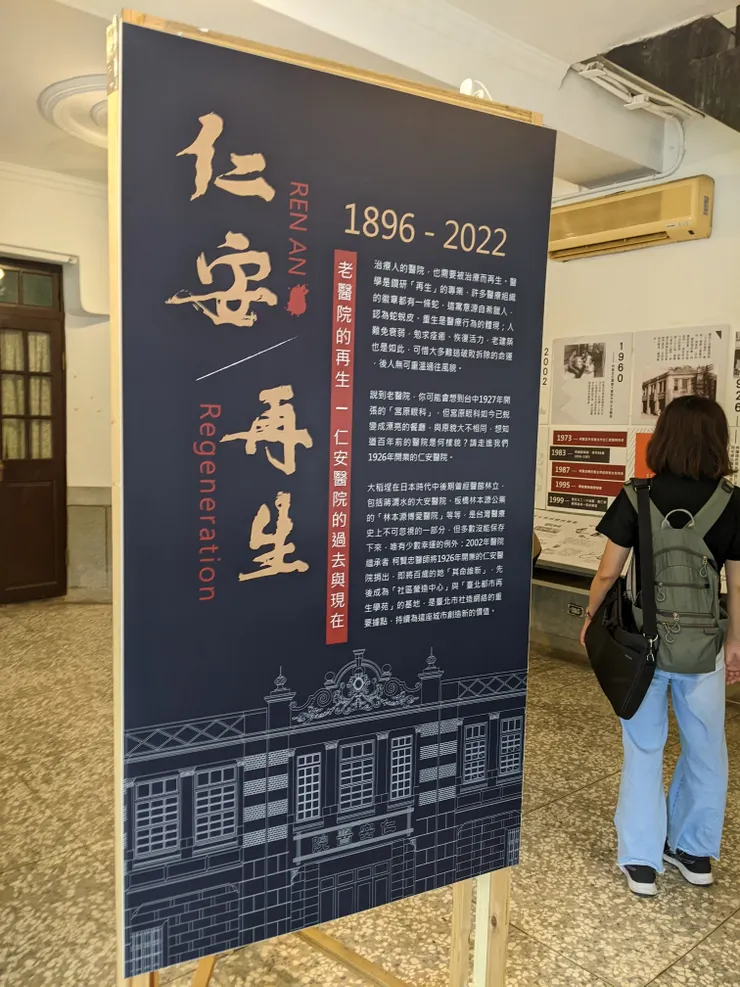 仁安
REN AN
再生
Regeneration
1896 - 2022
老醫院的再生 — 仁安醫院的過去與現在
治療人的醫院,也需要被治療而再生。醫
學是鑽研「再生」的專業,許多醫療組織
的徽章都有一條蛇,這寓意源自希臘人,
認為蛇蛻皮、重生是醫療行為的體現;人
難免衰弱,勉求痊癒、恢復活力,老建築
也是如此,可惜大多難逃破敗拆除的命運
,後人無可重溫過往風貌。
說到老醫院,你可能會想到台中1927年開
張的「宮原眼科」,但宮原眼科如今已蛻
變成漂亮的餐廳,與原貌大不相同,想知
道百年前的醫院是何樣貌?請走進我們
1926年開業的仁安醫院。
大稻埕在日本時代中後期曾經醫館林立,
包括蔣渭水的大安醫院,板橋林本源公業
的「林本源博愛醫院」等等,是台灣醫療
史上不可忽視的一部分,但多數沒能保存
下來,唯有少數幸運的例外:2002年醫院
繼承者 柯賢忠醫師將1926年開業的仁安醫
院捐出,即將百歲的她「其命維新」,先
後成為「社區營造中心」與「臺北都市再
生學苑」的基地,是臺北市社造網絡的重
要據點,持續為這座城市創造新的價值。
院醫安仁
2002
1960
1973
1983
1987
1995
1999